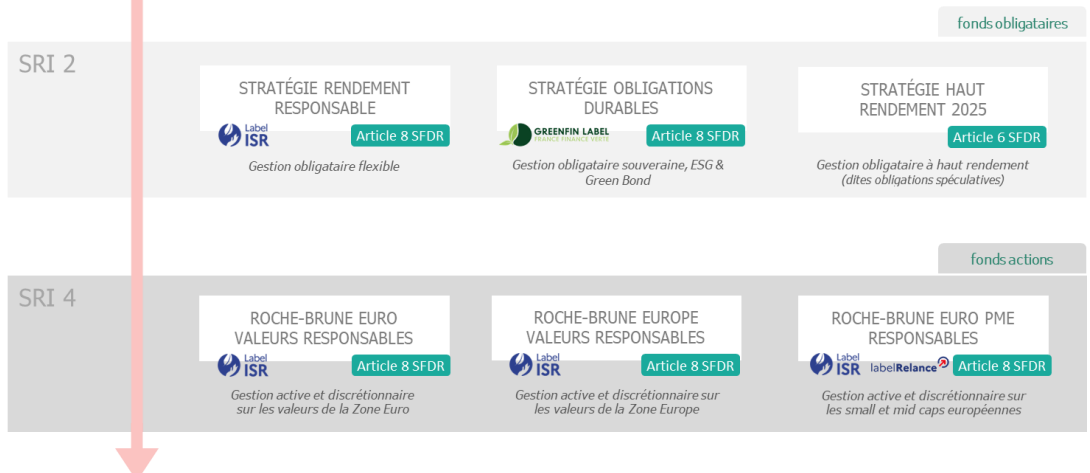 fonds obligataires
SRI 2
STRATÉGIE RENDEMENT
RESPONSABLE
Label
ISR
Article 8 SFDR
Gestion obligataire flexible
STRATÉGIE OBLIGATIONS
DURABLES
GREENFIN LABEL
FRANCE FINANCE VERTE
Article 8 SFDR
Gestion obligataire souveraine, ESG &
Green Bond
STRATÉGIE HAUT
RENDEMENT 2025
Article 6 SFDR
Gestion obligataire à haut rendement
(dites obligations spéculatives)
fonds actions
SRI 4
ROCHE-BRUNE EURO
VALEURS RESPONSABLES
Label
ISR
Article 8 SFDR
Gestion active et discrétionnaire
sur les valeurs de la Zone Euro
ROCHE-BRUNE EUROPE
VALEURS RESPONSABLES
Label
ISR
Article 8 SFDR
Gestion active et discrétionnaire sur
les valeurs de la Zone Europe
ROCHE-BRUNE EURO PME
RESPONSABLES
Label
ISR
labelRelance
Article 8 SFDR
Gestion active et discrétionnaire sur
les small et mid caps européennes